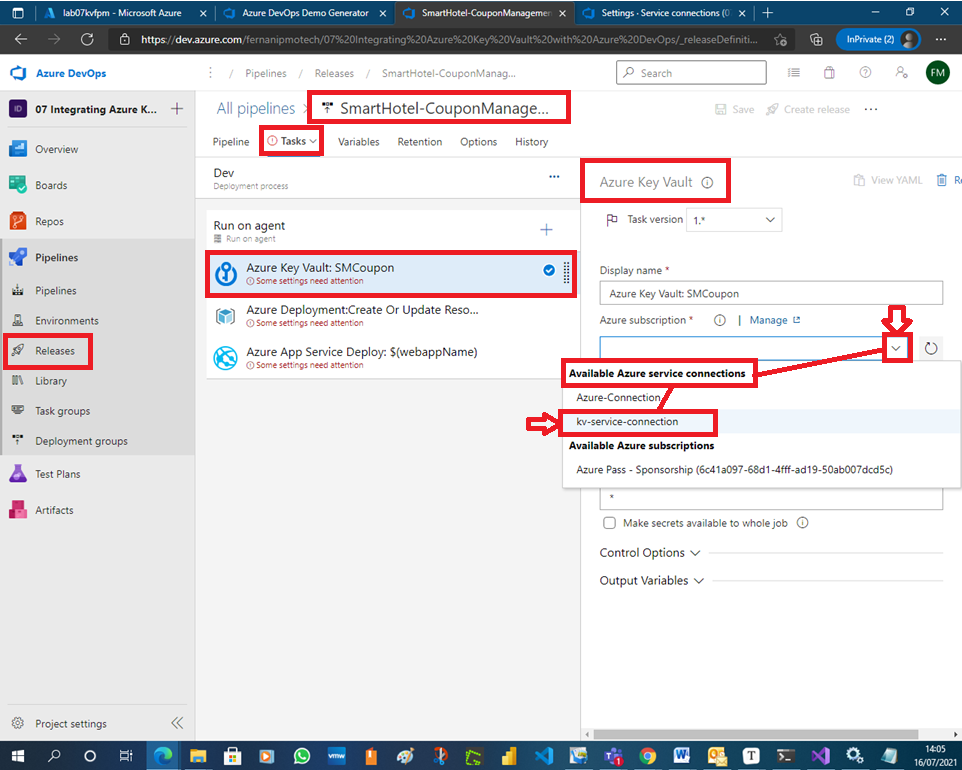 lab07kvfpm - Microsoft Azure
Azure DevOps Demo Generator
SmartHotel-CouponManagemen
Settings · Service connections (0
https://dev.azure.com/fernanipmotech/07%20Integrating%20Azure%20Key%20Vault%20with%20Azure%20DevOps/_releaseDefiniti...
InPrivate (2)
Azure DevOps
/ Pipelines / Releases / SmartHotel-CouponManag...
Search
FM
ID
07 Integrating Azure K...
All pipelines
SmartHotel-CouponManage...
Save
Create release
Overview
Boards
Repos
Pipelines
Pipelines
Environments
Releases
Library
Task groups
Deployment groups
Test Plans
Artifacts
Project settings
Pipeline
Tasks
Variables
Retention
Options
History
Dev
Deployment process
Run on agent
Run on agent
Azure Key Vault: SMCoupon
Some settings need attention
Azure Deployment:Create Or Update Reso...
Some settings need attention
Azure App Service Deploy: $(webappName)
Some settings need attention
Azure Key Vault
View YAML
Re
Task version
1.*
Display name *
Azure Key Vault: SMCoupon
Azure subscription *
| Manage
Available Azure service connections
Azure-Connection
kv-service-connection
Available Azure subscriptions
Azure Pass - Sponsorship (6c41a097-68d1-4fff-ad19-50ab007dcd5c)
*
Make secrets available to whole job
Control Options
Output Variables
vmw
T
1
14:05
16/07/2021